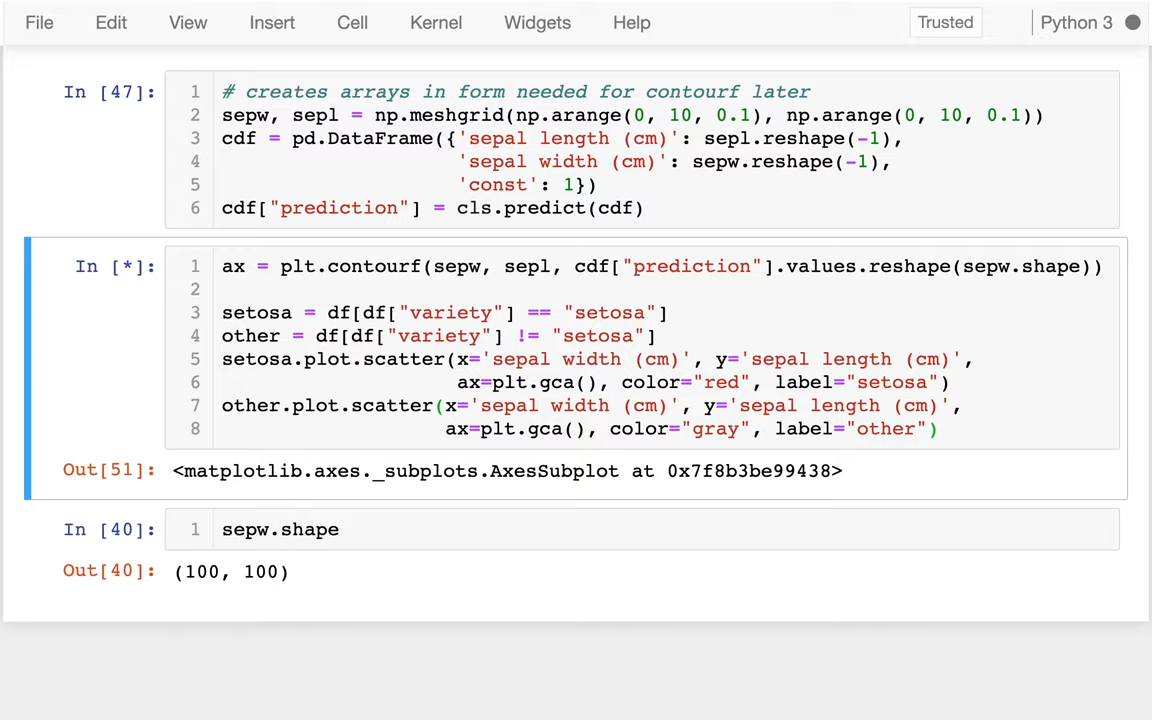 File Edit View Insert Cell Kernel Widgets Help Trusted Python 3
In [47]:
1 # creates arrays in form needed for contourf later
2 sepw, sepl = np.meshgrid(np.arange(0, 10, 0.1), np.arange(0, 10, 0.1))
3 cdf = pd.DataFrame({'sepal length (cm)': sepl.reshape(-1),
4                     'sepal width (cm)': sepw.reshape(-1),
5                     'const': 1})
6 cdf["prediction"] = cls.predict(cdf)
In [*]:
1 ax = plt.contourf(sepw, sepl, cdf["prediction"].values.reshape(sepw.shape))
2
3 setosa = df[df["variety"] == "setosa"]
4 other = df[df["variety"] != "setosa"]
5 setosa.plot.scatter(x='sepal width (cm)', y='sepal length (cm)',
6                     ax=plt.gca(), color="red", label="setosa")
7 other.plot.scatter(x='sepal width (cm)', y='sepal length (cm)',
8                    ax=plt.gca(), color="gray", label="other")
Out[51]: <matplotlib.axes._subplots.AxesSubplot at 0x7f8b3be99438>
In [40]: 1 sepw.shape
Out[40]: (100, 100)